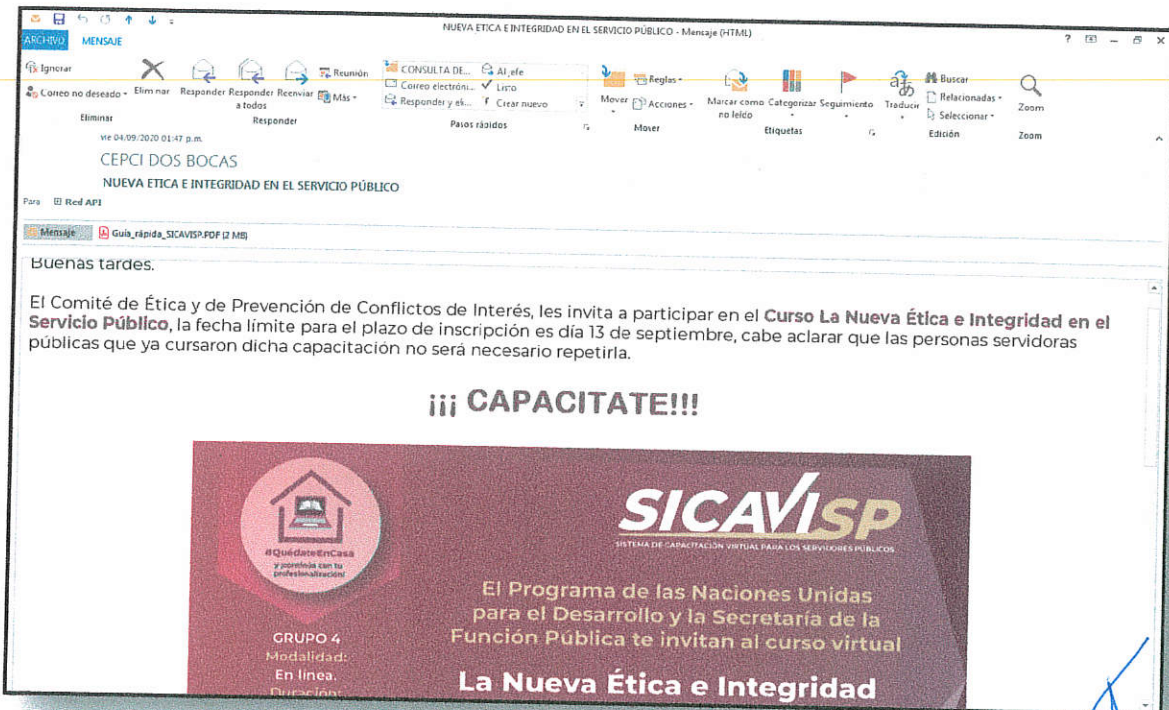 NUEVA ETICA E INTEGRIDAD EN EL SERVICIO PÚBLICO - Mensaje (HTML)
ARCHIVO MENSAJE
Ignorar
Correo no deseado
Eliminar
Responder Responder a todos Reenviar
Reunión
Más
CONSULTA DE...
Correo electróni...
Responder y el...
Al jefe
Listo
Crear nuevo
Mover
Reglas
Acciones
Marcar como no leído
Categorizar
Seguimiento
Traducir
Buscar
Relacionadas
Seleccionar
Zoom
Eliminar Responder Pasos rápidos Mover Etiquetas Edición Zoom
vie 04/09/2020 01:47 p.m.
CEPCI DOS BOCAS
NUEVA ETICA E INTEGRIDAD EN EL SERVICIO PÚBLICO
Para Red API
Mensaje Guía_rápida_SICAVISP.PDF (2 MB)
Buenas tardes.
El Comité de Ética y de Prevención de Conflictos de Interés, les invita a participar en el Curso La Nueva Ética e Integridad en el
Servicio Público, la fecha límite para el plazo de inscripción es día 13 de septiembre, cabe aclarar que las personas servidoras
públicas que ya cursaron dicha capacitación no será necesario repetirla.
¡¡¡ CAPACITATE!!!
#QuédateEnCasa
y continúa con tu
profesionalización!
SICAVISP
SISTEMA DE CAPACITACIÓN VIRTUAL PARA LOS SERVIDORES PÚBLICOS
El Programa de las Naciones Unidas
para el Desarrollo y la Secretaría de la
Función Pública te invitan al curso virtual
GRUPO 4
Modalidad:
En línea.
Duración:
La Nueva Ética e Integridad